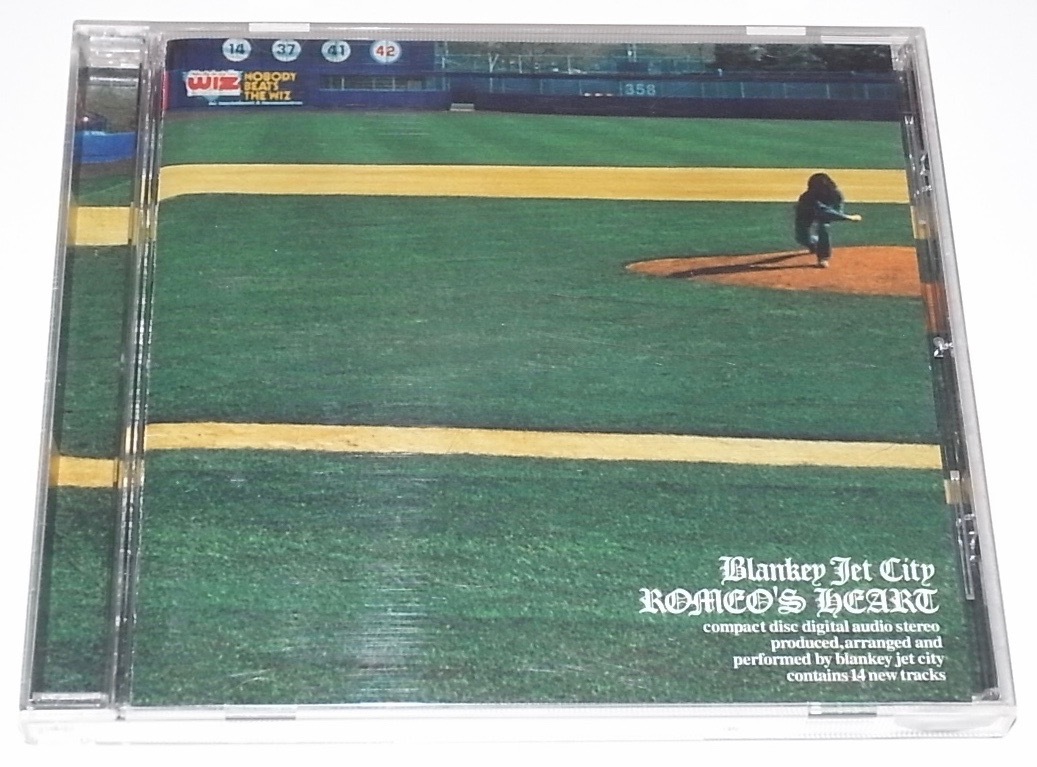 14 37 41 42
WIZ
NOBODY
BEATS
THE WIZ
358
Blankey Jet City
ROMEO'S HEART
compact disc digital audio stereo
produced, arranged and
performed by blankey jet city
contains 14 new tracks